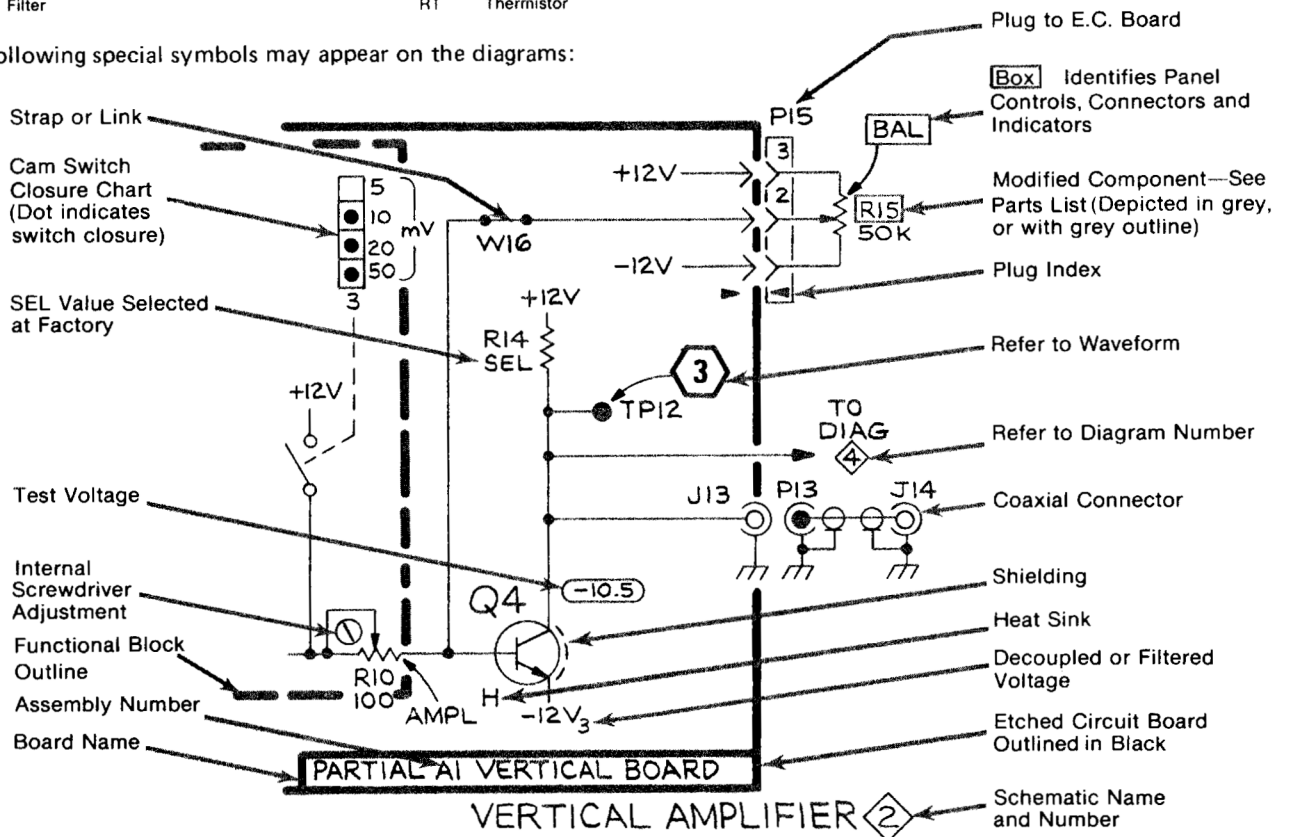 Filter
RT Thermistor
ollowing special symbols may appear on the diagrams:
Plug to E.C. Board
Box Identifies Panel
Controls, Connectors and
Indicators
Modified Component—See
Parts List (Depicted in grey,
or with grey outline)
Plug Index
Refer to Waveform
Refer to Diagram Number
Coaxial Connector
Shielding
Heat Sink
Decoupled or Filtered
Voltage
Etched Circuit Board
Outlined in Black
Schematic Name
and Number
Strap or Link
Cam Switch
Closure Chart
(Dot indicates
switch closure)
SEL Value Selected
at Factory
Test Voltage
Internal
Screwdriver
Adjustment
Functional Block
Outline
Assembly Number
Board Name
5
10
20
50
mV
3
+12V
W16
+12V
-12V
P15
3
2
BAL
R15
50K
+12V
R14
SEL
3
TP12
TO
DIAG
4
J13
P13
J14
-10.5
Q4
R10
100
AMPL
H
-12V3
PARTIAL A1 VERTICAL BOARD
VERTICAL AMPLIFIER 2